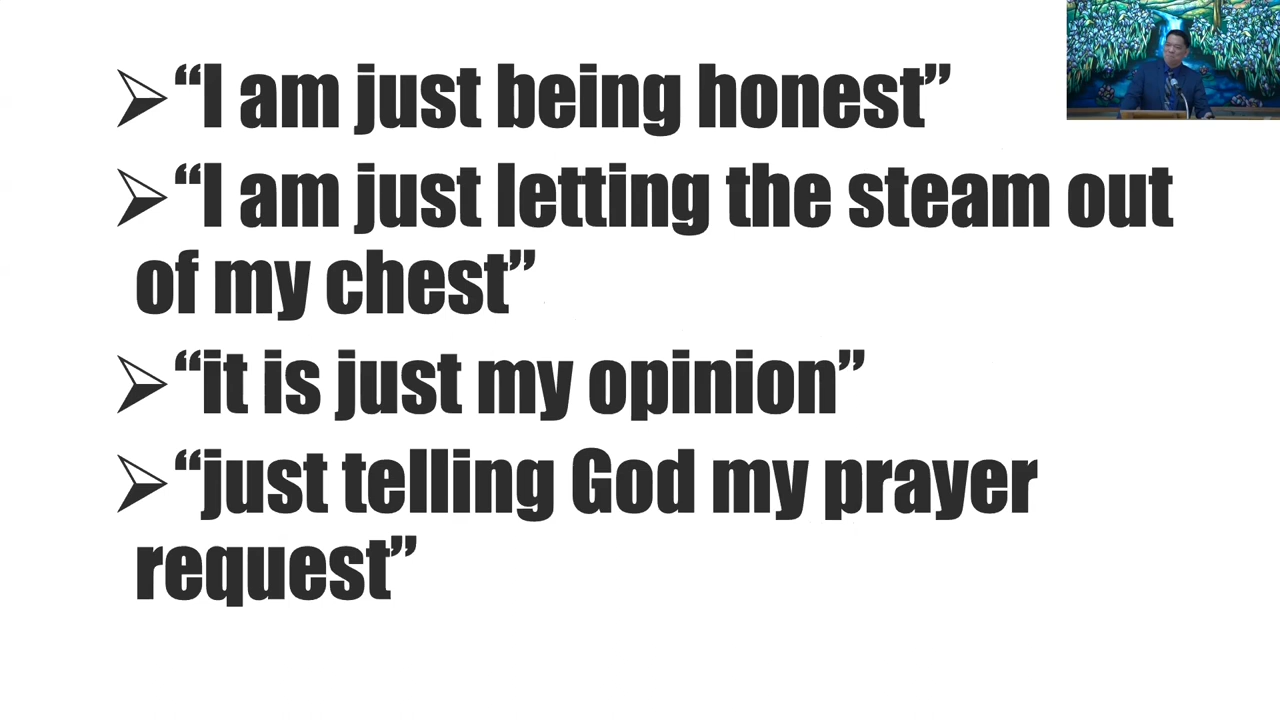 “I am just being honest”
“I am just letting the steam out
of my chest”
“it is just my opinion”
“just telling God my prayer
request”